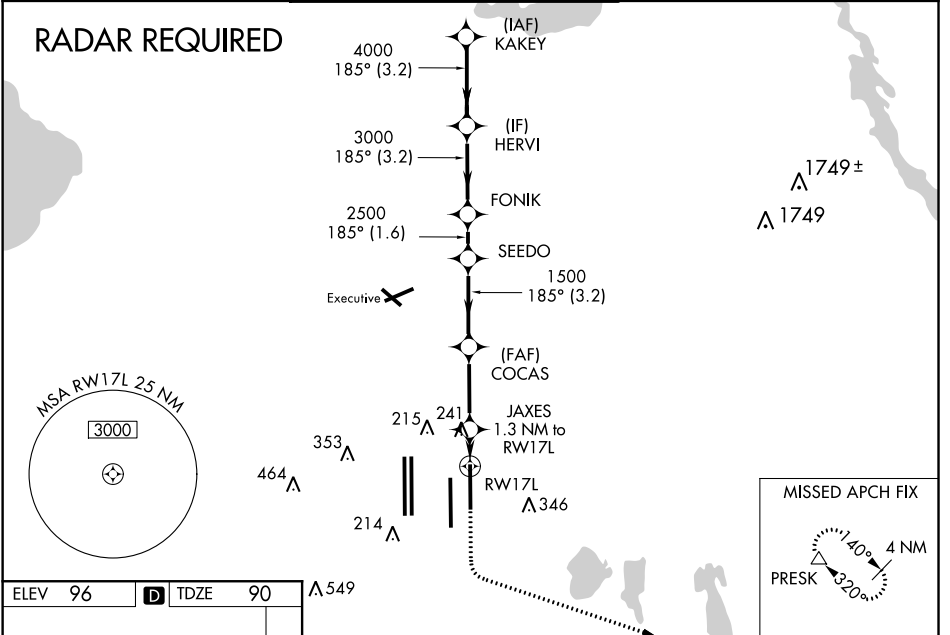 RADAR REQUIRED
(IAF)
KAKEY
4000
185° (3.2)
(IF)
HERVI
3000
185° (3.2)
1749±
1749
FONIK
2500
185° (1.6)
SEEDO
1500
185° (3.2)
Executive
(FAF)
COCAS
MSA RW17L 25 NM
3000
215
241
JAXES
1.3 NM to
RW17L
353
464
RW17L
346
214
MISSED APCH FIX
140°
4 NM
PRESK
320°
ELEV 96 D TDZE 90
549